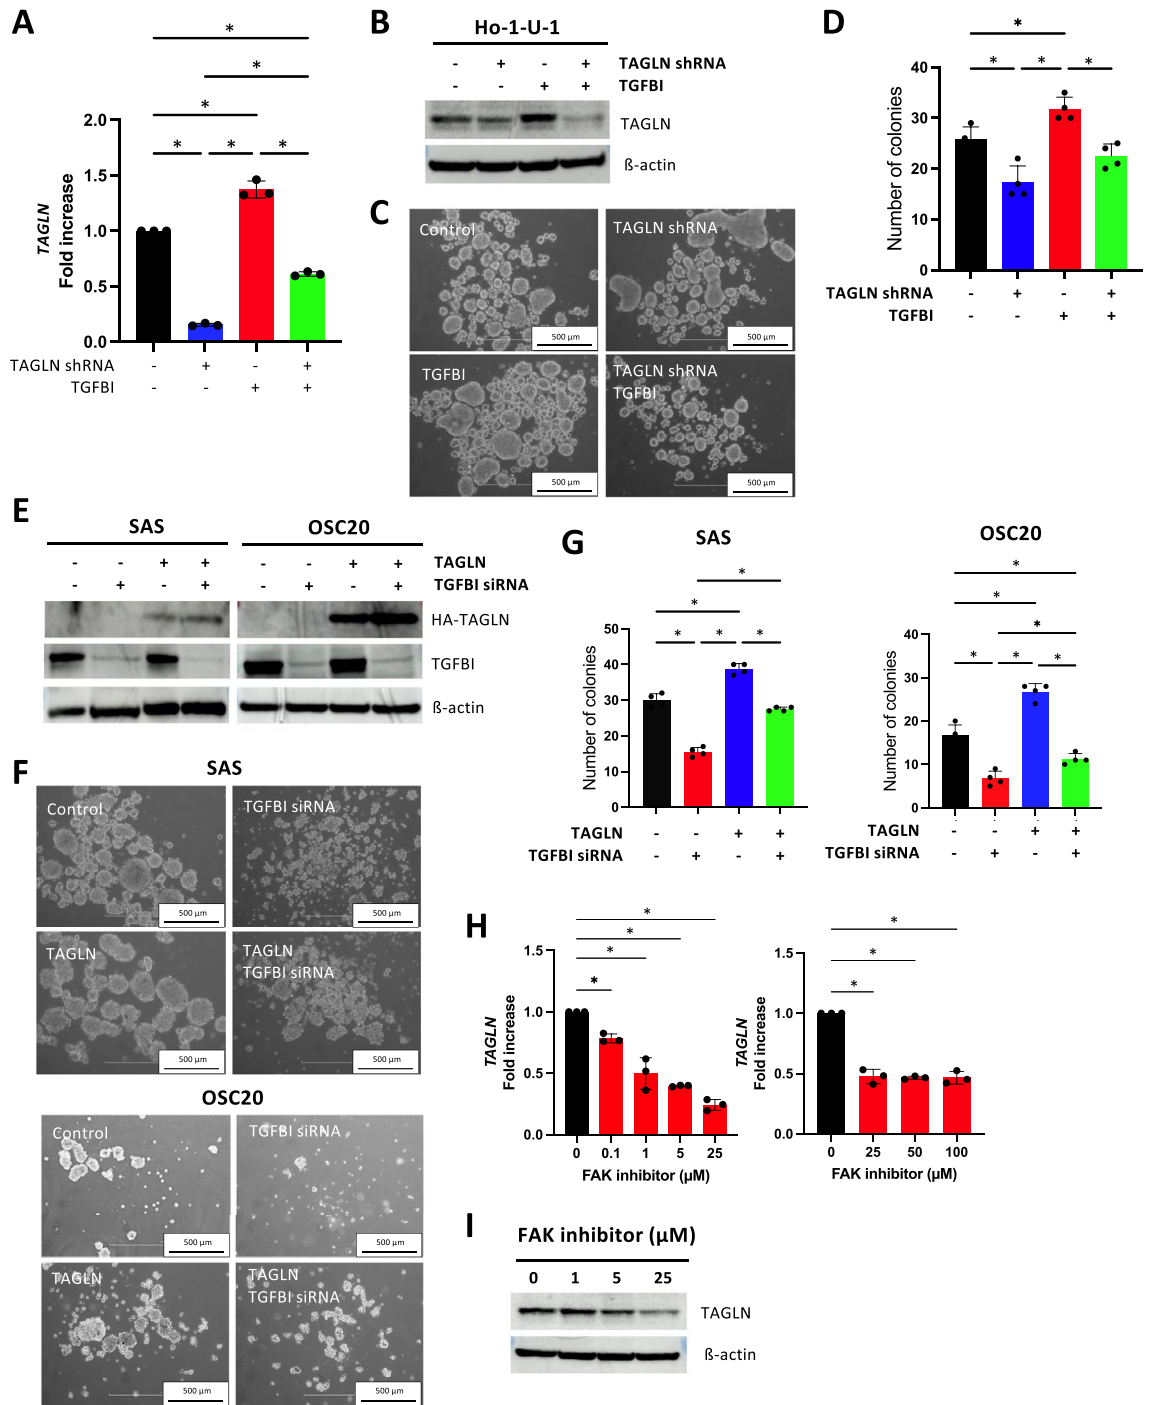 A
*
*
*
* * *
2.0
1.5
1.0
0.5
0.0
TAGLN
Fold increase
TAGLN shRNA - + - +
TGFBI - - + +
B
Ho-1-U-1
- + - + TAGLN shRNA
- - + + TGFBI
TAGLN
ß-actin
C
Control
500 µm
TAGLN shRNA
500 µm
TGFBI
500 µm
TAGLN shRNA
TGFBI
500 µm
D
*
* * *
40
30
20
10
0
Number of colonies
TAGLN shRNA - + - +
TGFBI - - + +
E
SAS OSC20
- - + + - - + + TAGLN
- + - + - + - + TGFBI siRNA
HA-TAGLN
TGFBI
ß-actin
F
SAS
Control
500 µm
TGFBI siRNA
500 µm
TAGLN
500 µm
TAGLN
TGFBI siRNA
500 µm
OSC20
Control
500 µm
TGFBI siRNA
500 µm
TAGLN
500 µm
TAGLN
TGFBI siRNA
500 µm
G
SAS
*
*
* * *
50
40
30
20
10
0
Number of colonies
TAGLN - - + +
TGFBI siRNA - + - +
OSC20
*
*
*
* * *
40
30
20
10
0
Number of colonies
TAGLN - - + +
TGFBI siRNA - + - +
H
*
*
*
*
1.5
1.0
0.5
0.0
TAGLN
Fold increase
0 0.1 1 5 25
FAK inhibitor (µM)
*
*
*
1.5
1.0
0.5
0.0
TAGLN
Fold increase
0 25 50 100
FAK inhibitor (µM)
I
FAK inhibitor (µM)
0 1 5 25
TAGLN
ß-actin